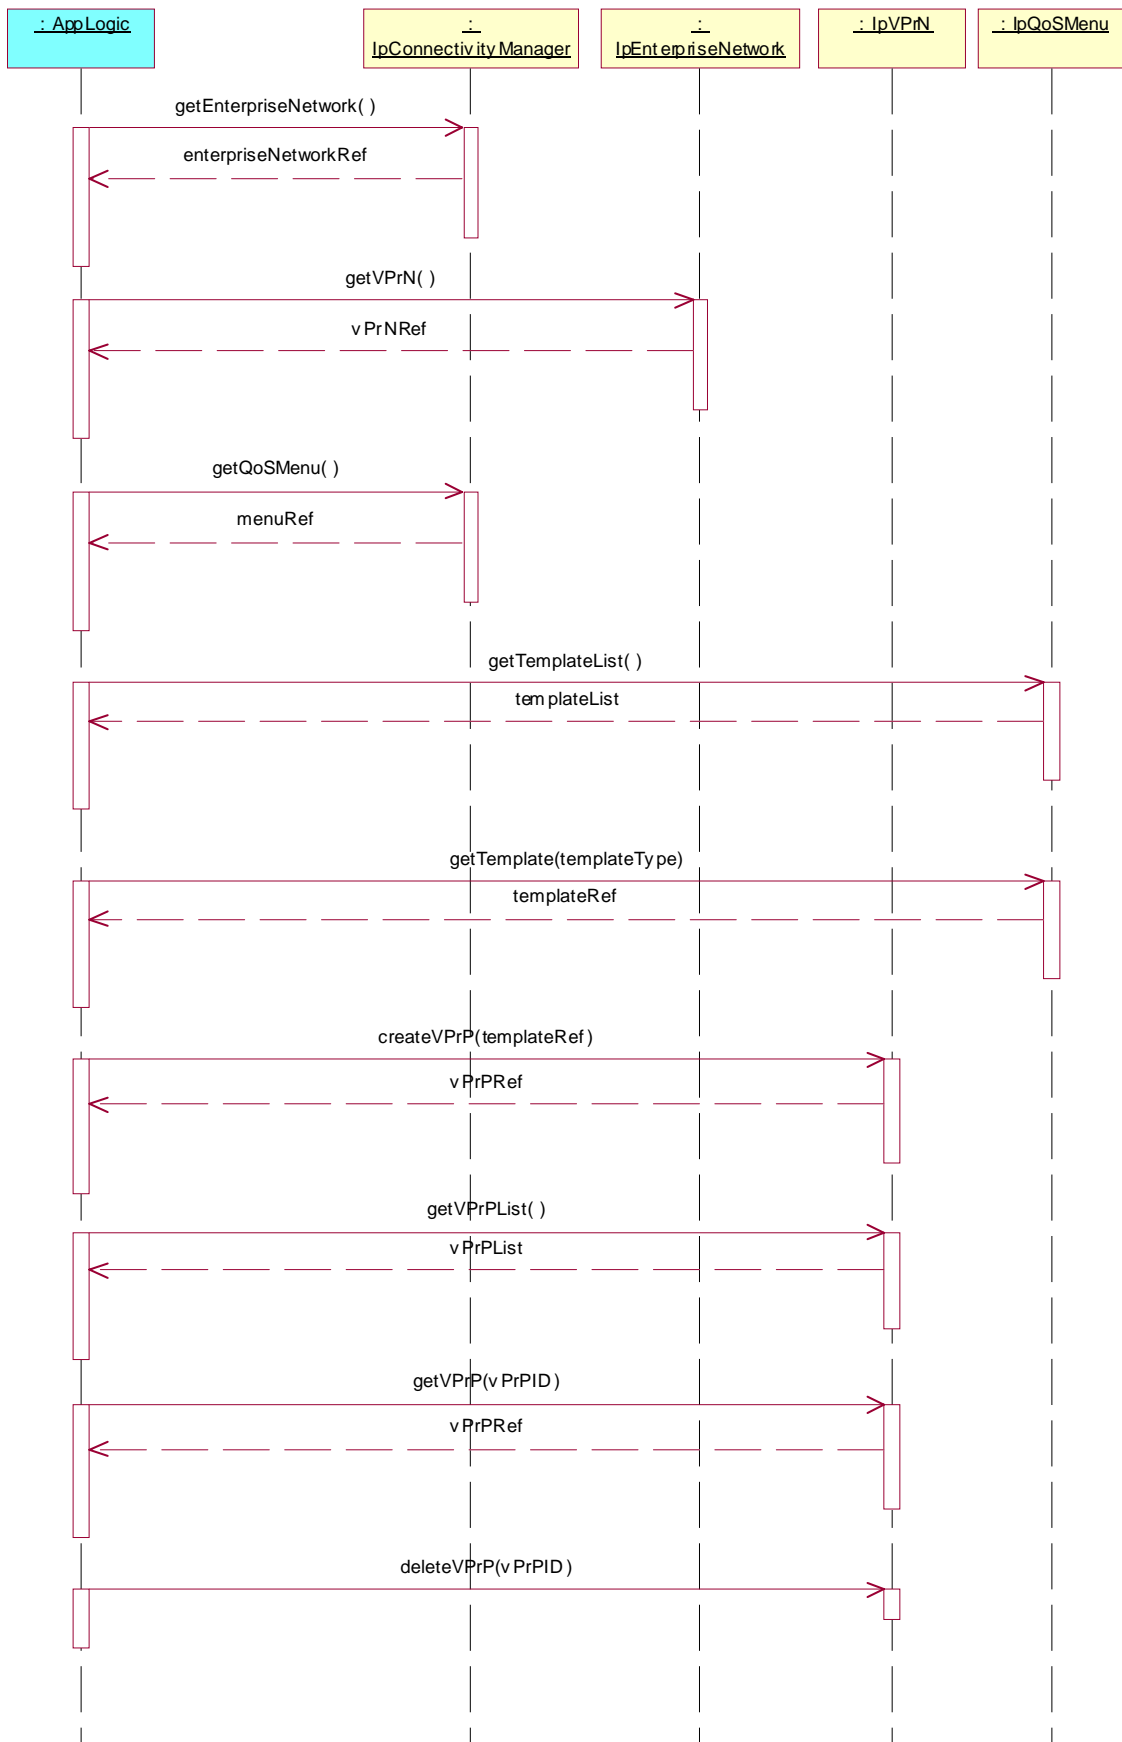 : AppLogic
:
IpConnectivityManager
:
IpEnterpriseNetwork
: IpVPrN
: IpQoSMenu
getEnterpriseNetwork( )
enterpriseNetworkRef
getVPrN( )
vPrNRef
getQoSMenu( )
menuRef
getTemplateList( )
templateList
getTemplate(templateType)
templateRef
createVPrP(templateRef)
vPrPRef
getVPrPList( )
vPrPList
getVPrP(vPrPID)
vPrPRef
deleteVPrP(vPrPID)